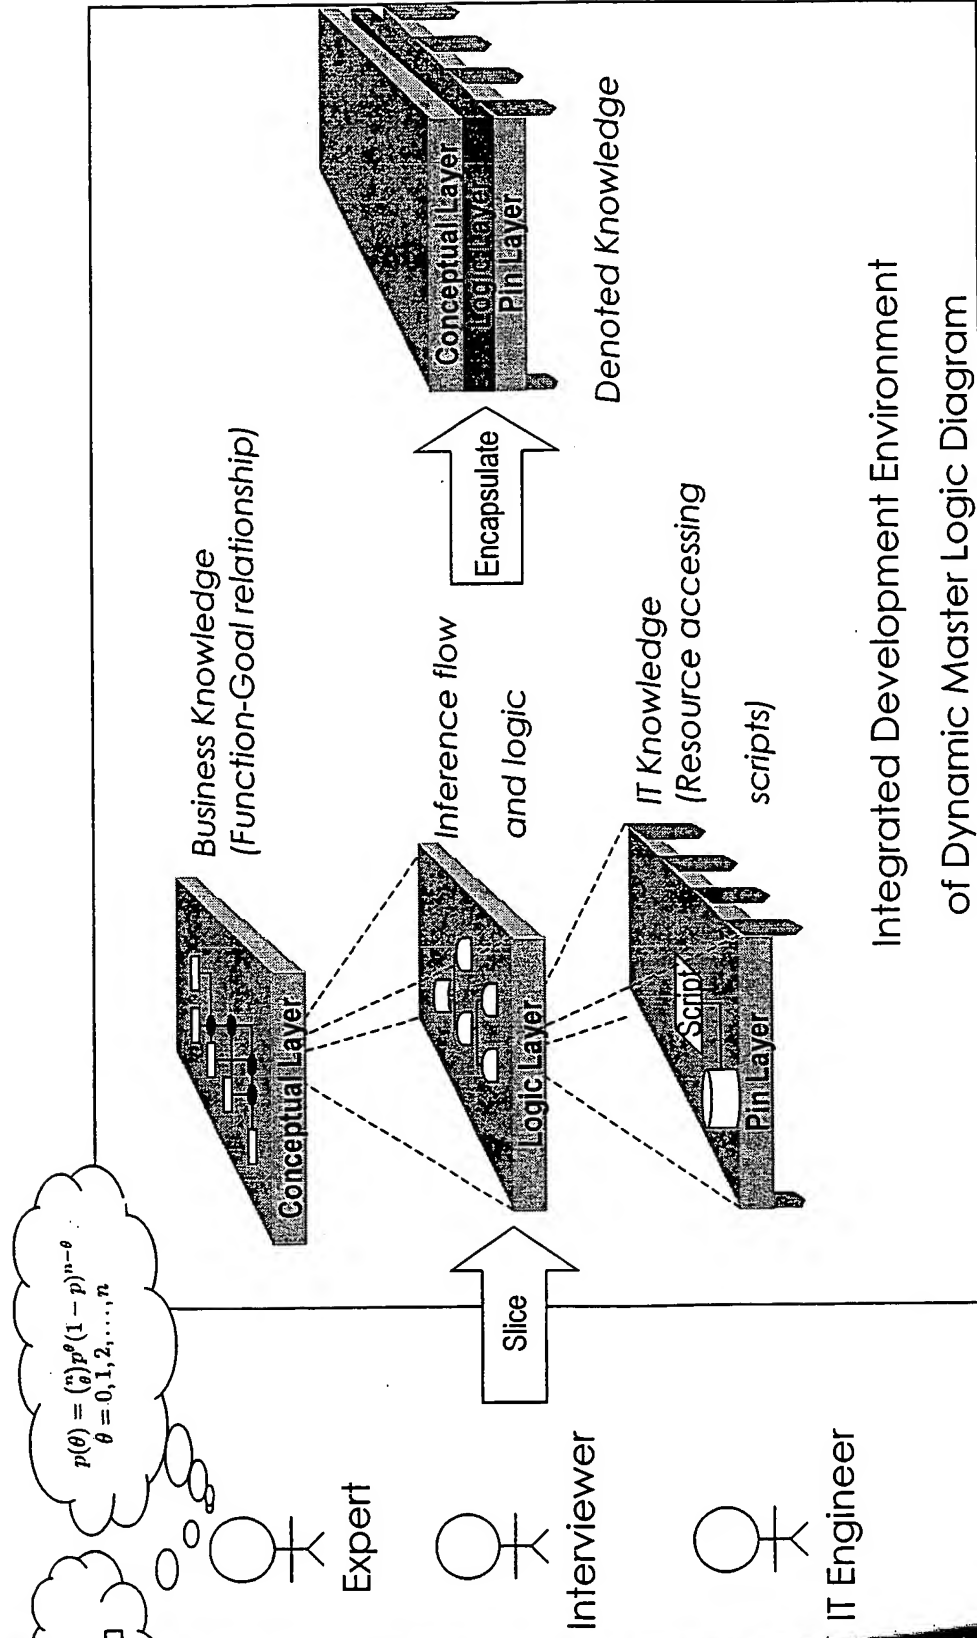 p(θ) = (n θ)p^θ(1 − p)^{n−θ}
θ = 0, 1, 2, ..., n
Expert
Interviewer
IT Engineer
Slice
Conceptual Layer
Business Knowledge
(Function-Goal relationship)
Logic Layer
Inference flow
and logic
Script
Pin Layer
IT Knowledge
(Resource accessing
scripts)
Encapsulate
Conceptual Layer
Logic Layer
Pin Layer
Denoted Knowledge
Integrated Development Environment
of Dynamic Master Logic Diagram